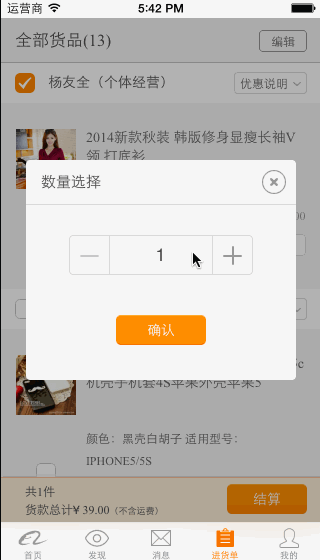 运营商 5:42 PM
全部货品(13) 编辑
杨友全（个体经营） 优惠说明
2014新款秋装 韩版修身显瘦长袖V
领 打底衫
数量选择
00
1
确认
5c
机壳手机套4S苹果外壳苹果5
颜色: 黑壳白胡子 适用型号:
IPHONE5/5S
共1件
货款总计¥39.00 (不含运费)
结算
首页 发现 消息 进货单 我的